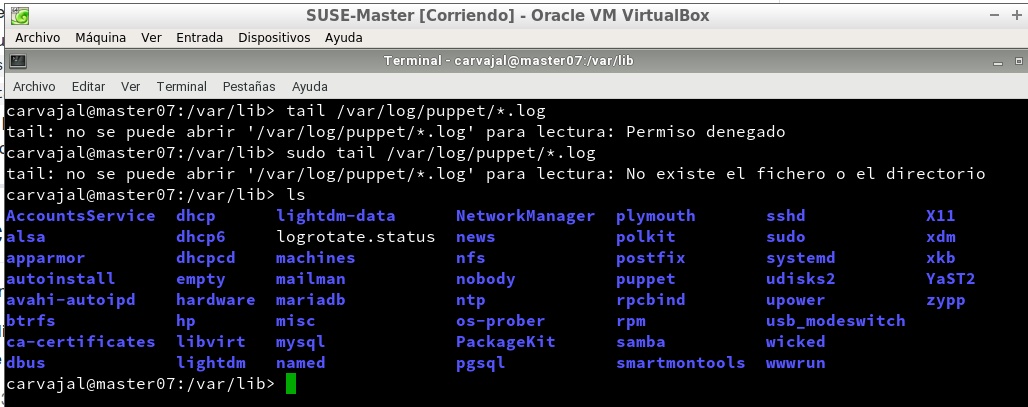 SUSE-Master [Corriendo] - Oracle VM VirtualBox
Archivo Máquina Ver Entrada Dispositivos Ayuda
Terminal - carvajal@master07:/var/lib
Archivo Editar Ver Terminal Pestañas Ayuda
carvajal@master07:/var/lib> tail /var/log/puppet/*.log
tail: no se puede abrir '/var/log/puppet/*.log' para lectura: Permiso denegado
carvajal@master07:/var/lib> sudo tail /var/log/puppet/*.log
tail: no se puede abrir '/var/log/puppet/*.log' para lectura: No existe el fichero o el directorio
carvajal@master07:/var/lib> ls
AccountsService dhcp lightdm-data NetworkManager plymouth sshd X11
alsa dhcp6 logrotate.status news polkit sudo xdm
apparmor dhcpcd machines nfs postfix systemd xkb
autoinstall empty mailman nobody puppet udisks2 YaST2
avahi-autoipd hardware mariadb ntp rpcbind upower zypp
btrfs hp misc os-prober rpm usb_modeswitch
ca-certificates libvirt mysql PackageKit samba wicked
dbus lightdm named pgsql smartmontools wwwrun
carvajal@master07:/var/lib>